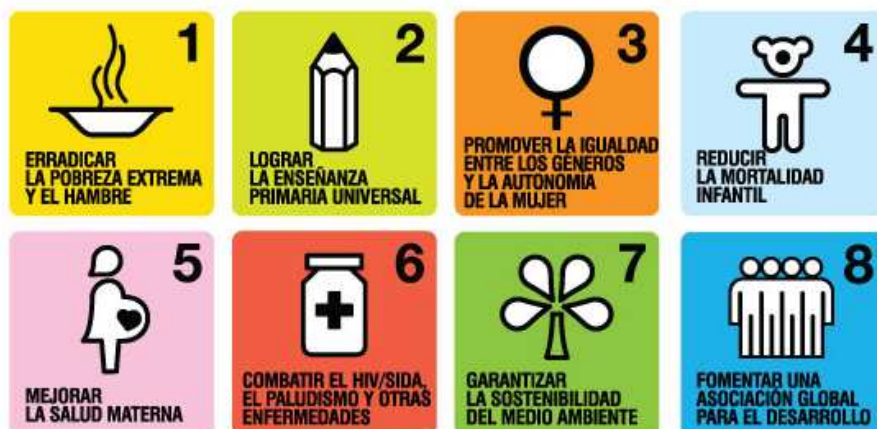 1
ERRADICAR
LA POBREZA EXTREMA
Y EL HAMBRE
2
LOGRAR
LA ENSEÑANZA
PRIMARIA UNIVERSAL
3
PROMOVER LA IGUALDAD
ENTRE LOS GÉNEROS
Y LA AUTONOMÍA
DE LA MUJER
4
REDUCIR
LA MORTALIDAD
INFANTIL
5
MEJORAR
LA SALUD MATERNA
6
COMBATIR EL HIV/SIDA,
EL PALUDISMO Y OTRAS
ENFERMEDADES
7
GARANTIZAR
LA SOSTENIBILIDAD
DEL MEDIO AMBIENTE
8
FOMENTAR UNA
ASOCIACIÓN GLOBAL
PARA EL DESARROLLO